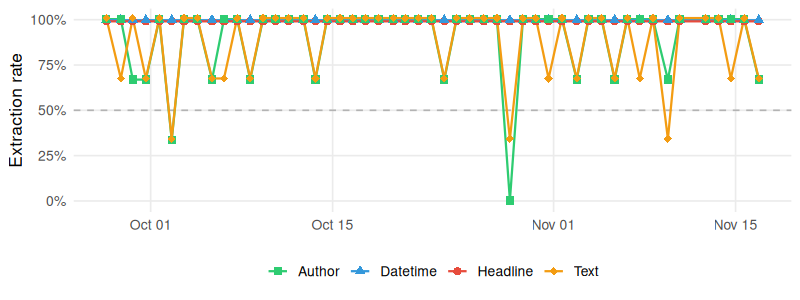 Extraction rate
100%
75%
50%
25%
0%
Oct 01 Oct 15 Nov 01 Nov 15
Author Datetime Headline Text